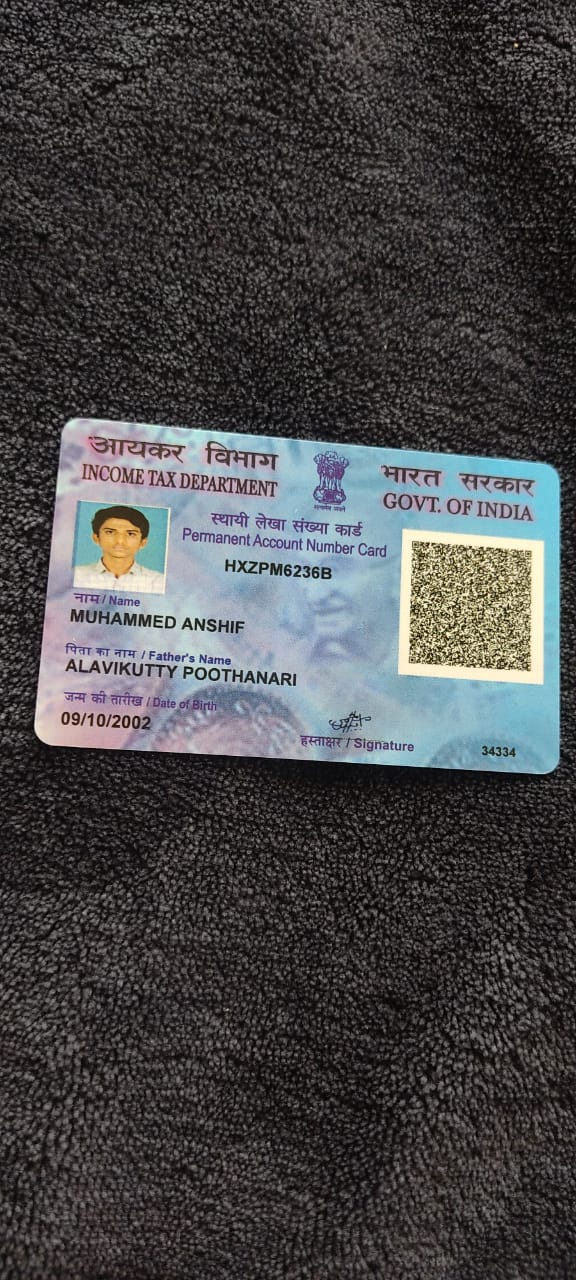 आयकर विभाग
INCOME TAX DEPARTMENT
भारत सरकार
GOVT. OF INDIA
सत्यमेव जयते
स्थायी लेखा संख्या कार्ड
Permanent Account Number Card
HXZPM6236B
नाम / Name
MUHAMMED ANSHIF
पिता का नाम / Father's Name
ALAVIKUTTY POOTHANARI
जन्म की तारीख / Date of Birth
09/10/2002
हस्ताक्षर / Signature
34334